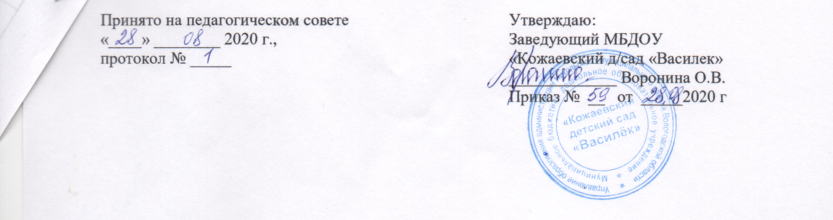 Принято на педагогическом совете
«28» 08 2020 г.,
протокол № 1
Утверждаю:
Заведующий МБДОУ
«Кожаевский д/сад «Василек»
Воронина О.В.
Приказ № 59 от 28.08 2020 г
«Кожаевский
детский сад
«Василёк»